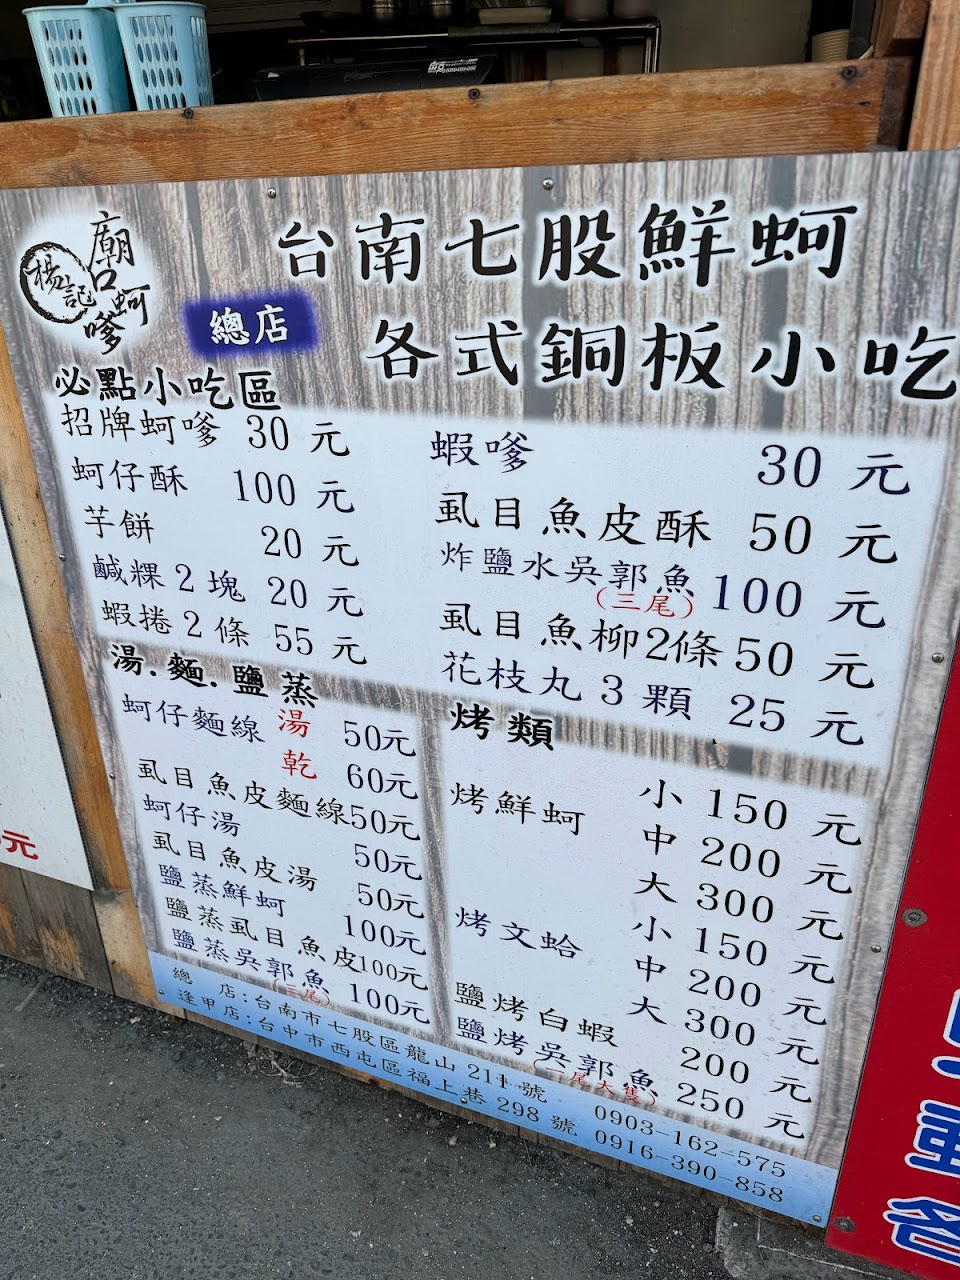 楊記
廟口
蚵嗲
台南七股鮮蚵
總店
各式銅板小吃
必點小吃區
招牌蚵嗲 30 元
蚵仔酥 100 元
芋餅 20 元
鹹粿2塊 20 元
蝦捲2條 55 元
蝦嗲 30 元
虱目魚皮酥 50 元
炸鹽水吳郭魚 100 元
(三尾)
虱目魚柳2條 50 元
花枝丸3顆 25 元
湯.麵.鹽蒸
蚵仔麵線 湯 50元
乾 60元
虱目魚皮麵線50元
蚵仔湯 50元
虱目魚皮湯 50元
鹽蒸鮮蚵 100元
鹽蒸虱目魚皮100元
鹽蒸吳郭魚 100元
(三尾)
烤類
烤鮮蚵 小 150 元
中 200 元
大 300 元
烤文蛤 小 150 元
中 200 元
大 300 元
鹽烤白蝦 200 元
鹽烤吳郭魚 250 元
總 店:台南市七股區龍山 211 號 0903-162-575
逢甲店:台中市西屯區福上巷 298 號 0916-390-858
元